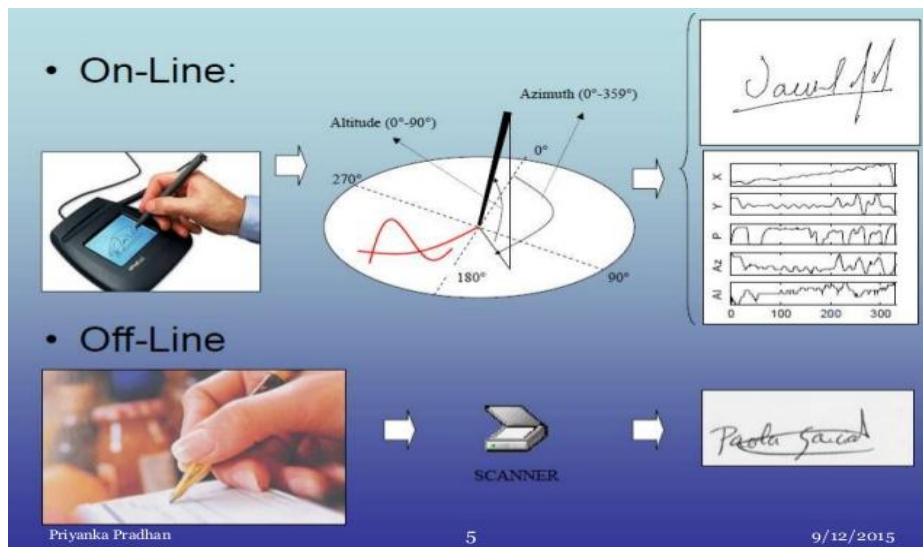 • On-Line:
Altitude (0°-90°)
Azimuth (0°-359°)
0°
270°
180°
90°
X
Y
P
Az
Al
0 100 200 300
• Off-Line
SCANNER
Paola
Priyanka Pradhan 5 9/12/2015